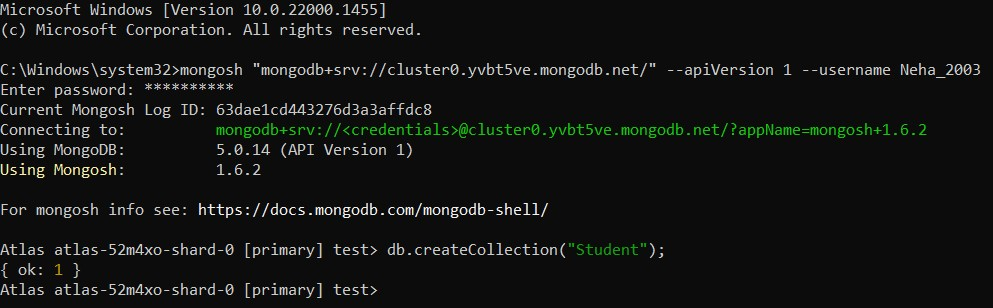 Microsoft Windows [Version 10.0.22000.1455]
(c) Microsoft Corporation. All rights reserved.
C:\Windows\system32>mongosh "mongodb+srv://cluster0.yvbt5ve.mongodb.net/" --apiVersion 1 --username Neha_2003
Enter password: **********
Current Mongosh Log ID: 63dae1cd443276d3a3affdc8
Connecting to: mongodb+srv://<credentials>@cluster0.yvbt5ve.mongodb.net/?appName=mongosh+1.6.2
Using MongoDB: 5.0.14 (API Version 1)
Using Mongosh: 1.6.2
For mongosh info see: https://docs.mongodb.com/mongodb-shell/
Atlas atlas-52m4xo-shard-0 [primary] test> db.createCollection("Student");
{ ok: 1 }
Atlas atlas-52m4xo-shard-0 [primary] test>